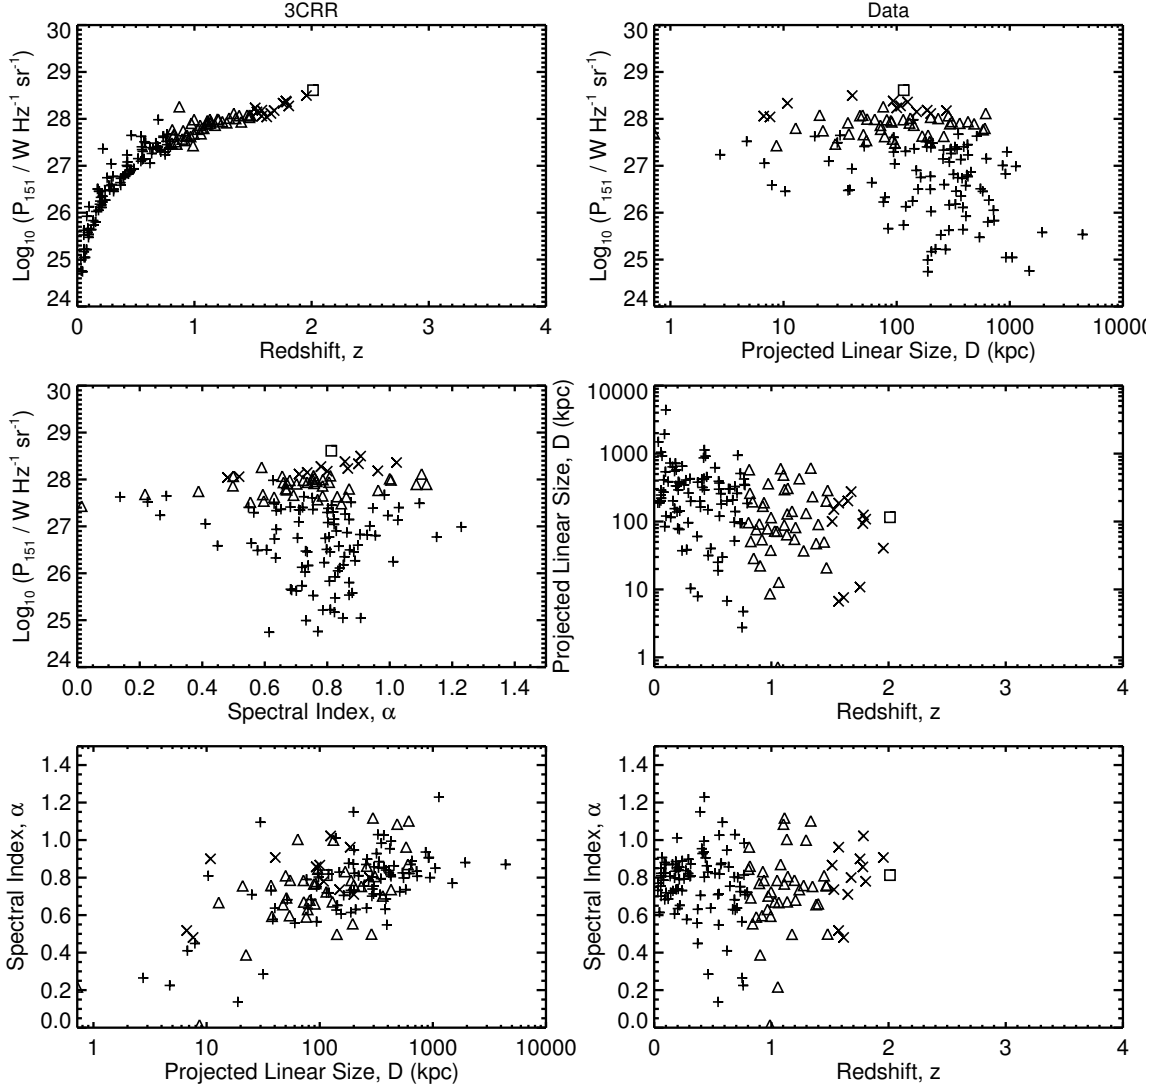 3CRR
Data
30
29
28
27
26
25
24
Log10 (P151 / W Hz-1 sr-1)
0 1 2 3 4
Redshift, z
30
29
28
27
26
25
24
Log10 (P151 / W Hz-1 sr-1)
1 10 100 1000 10000
Projected Linear Size, D (kpc)
30
29
28
27
26
25
24
Log10 (P151 / W Hz-1 sr-1)
0.0 0.2 0.4 0.6 0.8 1.0 1.2 1.4
Spectral Index, α
10000
1000
100
10
1
Projected Linear Size, D (kpc)
0 1 2 3 4
Redshift, z
1.4
1.2
1.0
0.8
0.6
0.4
0.2
0.0
Spectral Index, α
1 10 100 1000 10000
Projected Linear Size, D (kpc)
1.4
1.2
1.0
0.8
0.6
0.4
0.2
0.0
Spectral Index, α
0 1 2 3 4
Redshift, z